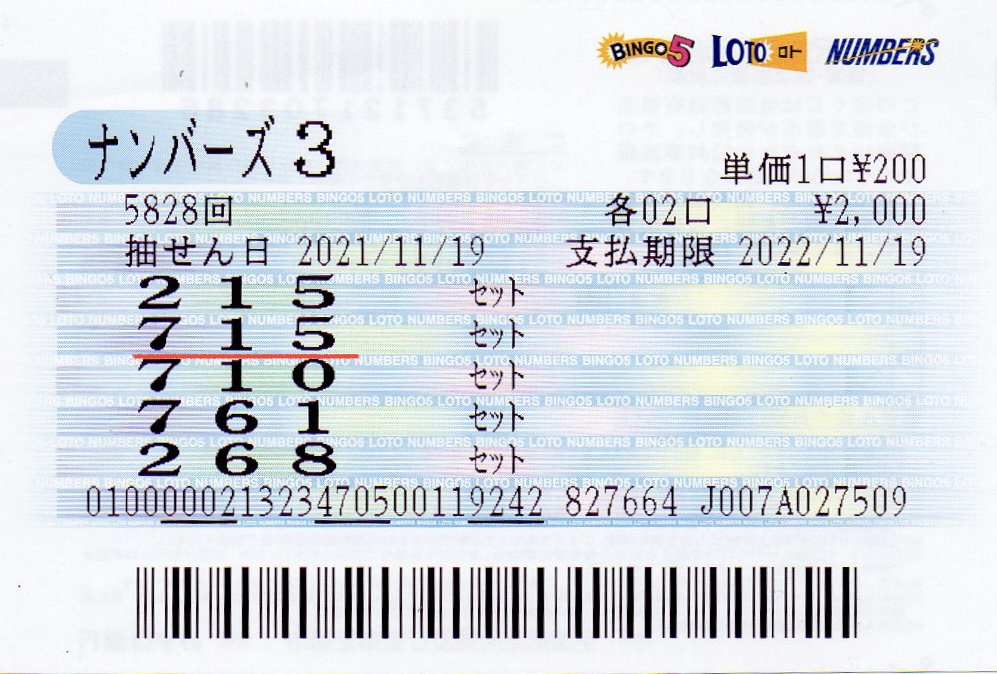 BINGO5 LOTO ロト NUMBERS
ナンバーズ3
単価1口¥200
5828回 各02口 ¥2,000
抽せん日 2021/11/19 支払期限 2022/11/19
2 1 5 セット
7 1 5 セット
7 1 0 セット
7 6 1 セット
2 6 8 セット
010000021323470500119242 827664 J007A027509